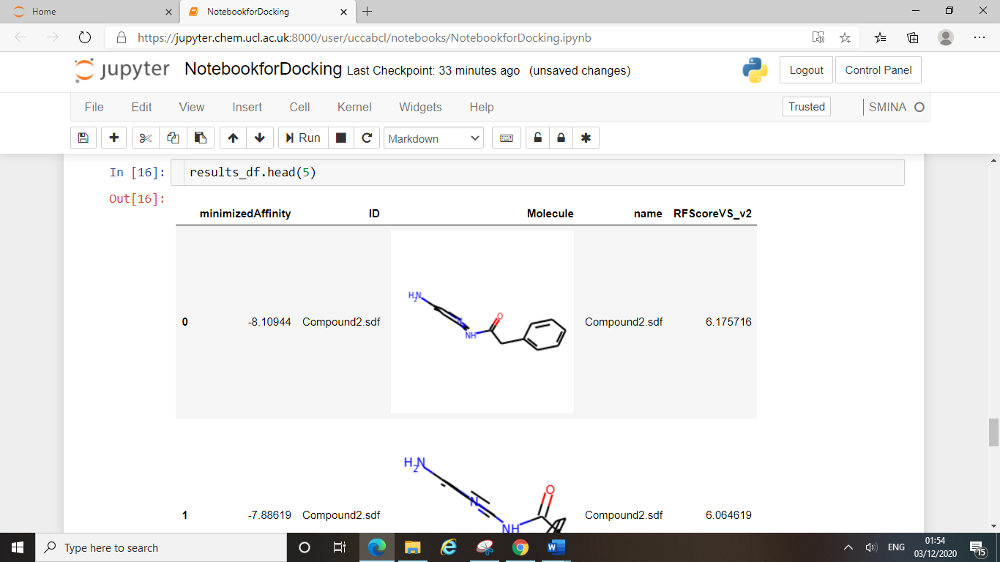 Home
NotebookforDocking
https://jupyter.chem.ucl.ac.uk:8000/user/uccabcl/notebooks/NotebookforDocking.ipynb
jupyter NotebookforDocking Last Checkpoint: 33 minutes ago (unsaved changes)
Logout
Control Panel
File Edit View Insert Cell Kernel Widgets Help
Trusted
SMINA
Run
Markdown
In [16]: results_df.head(5)
Out[16]:
minimizedAffinity ID Molecule name RFScoreVS_v2
H2N
N
NH
O
0 -8.10944 Compound2.sdf Compound2.sdf 6.175716
H2N
N
NH
O
1 -7.88619 Compound2.sdf Compound2.sdf 6.064619
Type here to search
W
ENG
01:54
03/12/2020
15